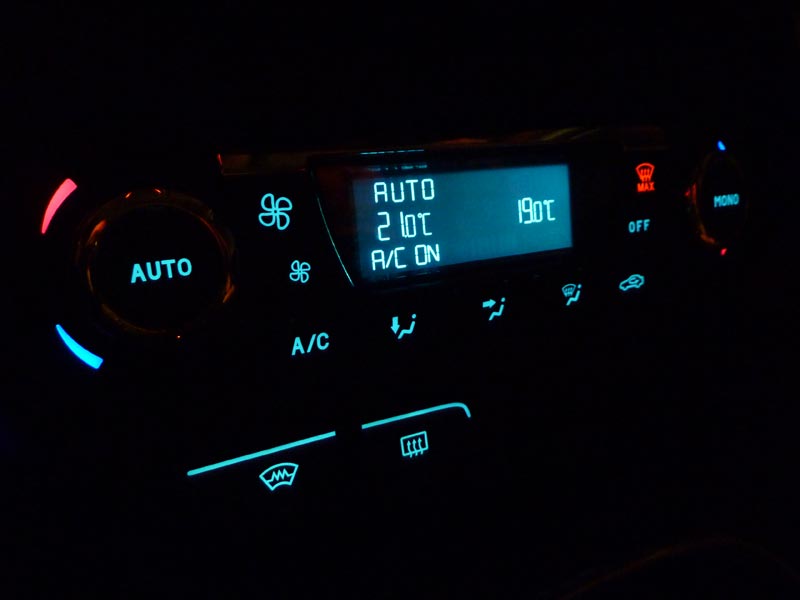 AUTO
21.0℃
19.0℃
A/C ON
MAX
OFF
MONO
AUTO
A/C